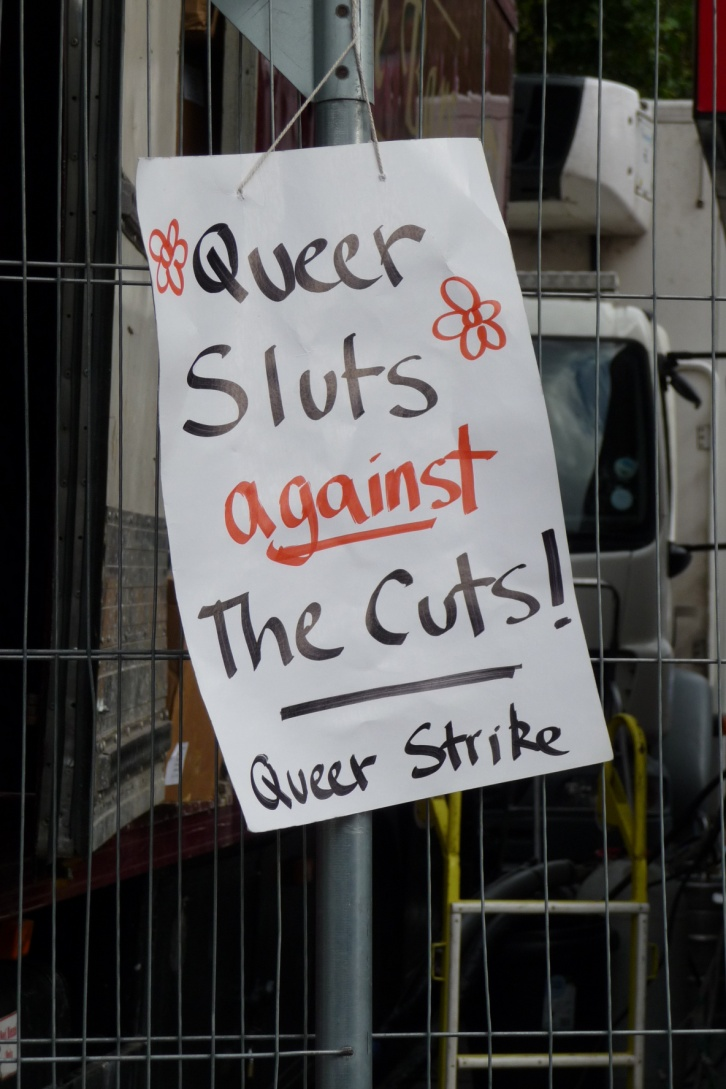 Queer
Sluts
against
The Cuts!
Queer Strike